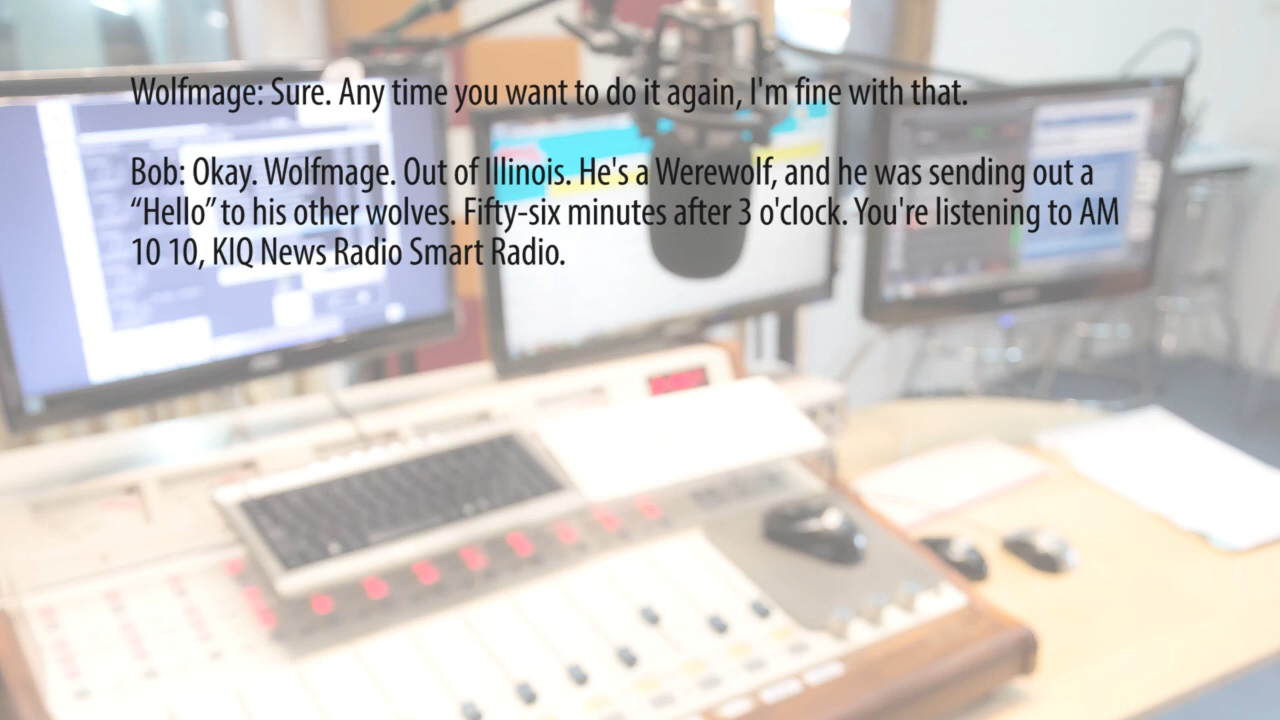 Wolfmage: Sure. Any time you want to do it again, I'm fine with that.
Bob: Okay. Wolfmage. Out of Illinois. He's a Werewolf, and he was sending out a
“Hello” to his other wolves. Fifty-six minutes after 3 o'clock. You're listening to AM
10 10, KIQ News Radio Smart Radio.